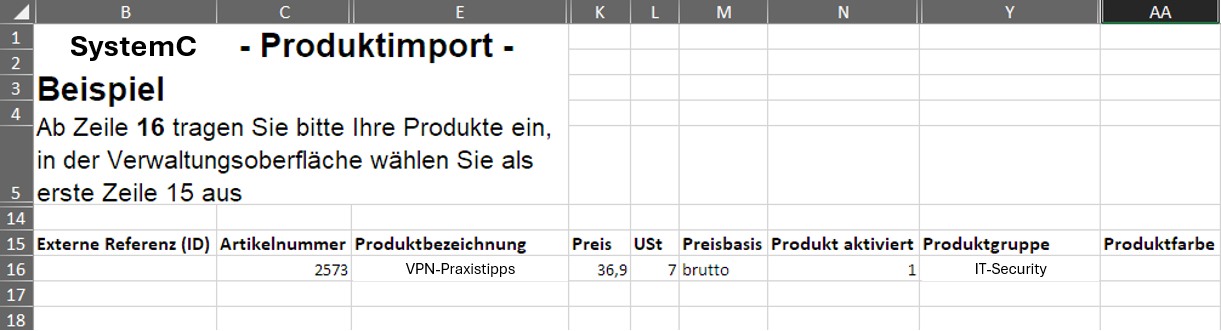 B C E K L M N Y AA
1 SystemC - Produktimport -
2
3 Beispiel
4 Ab Zeile 16 tragen Sie bitte Ihre Produkte ein,
in der Verwaltungsoberfläche wählen Sie als
5 erste Zeile 15 aus
14
15 Externe Referenz (ID) Artikelnummer Produktbezeichnung Preis USt Preisbasis Produkt aktiviert Produktgruppe Produktfarbe
16 2573 VPN-Praxistipps 36,9 7 brutto 1 IT-Security
17
18